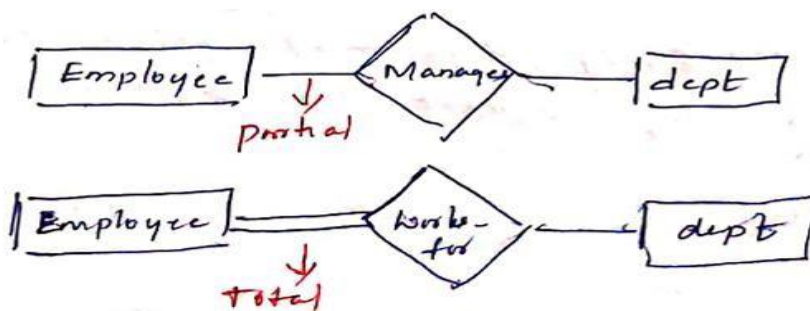 Employee Manages dept
partial
Employee works-for dept
total